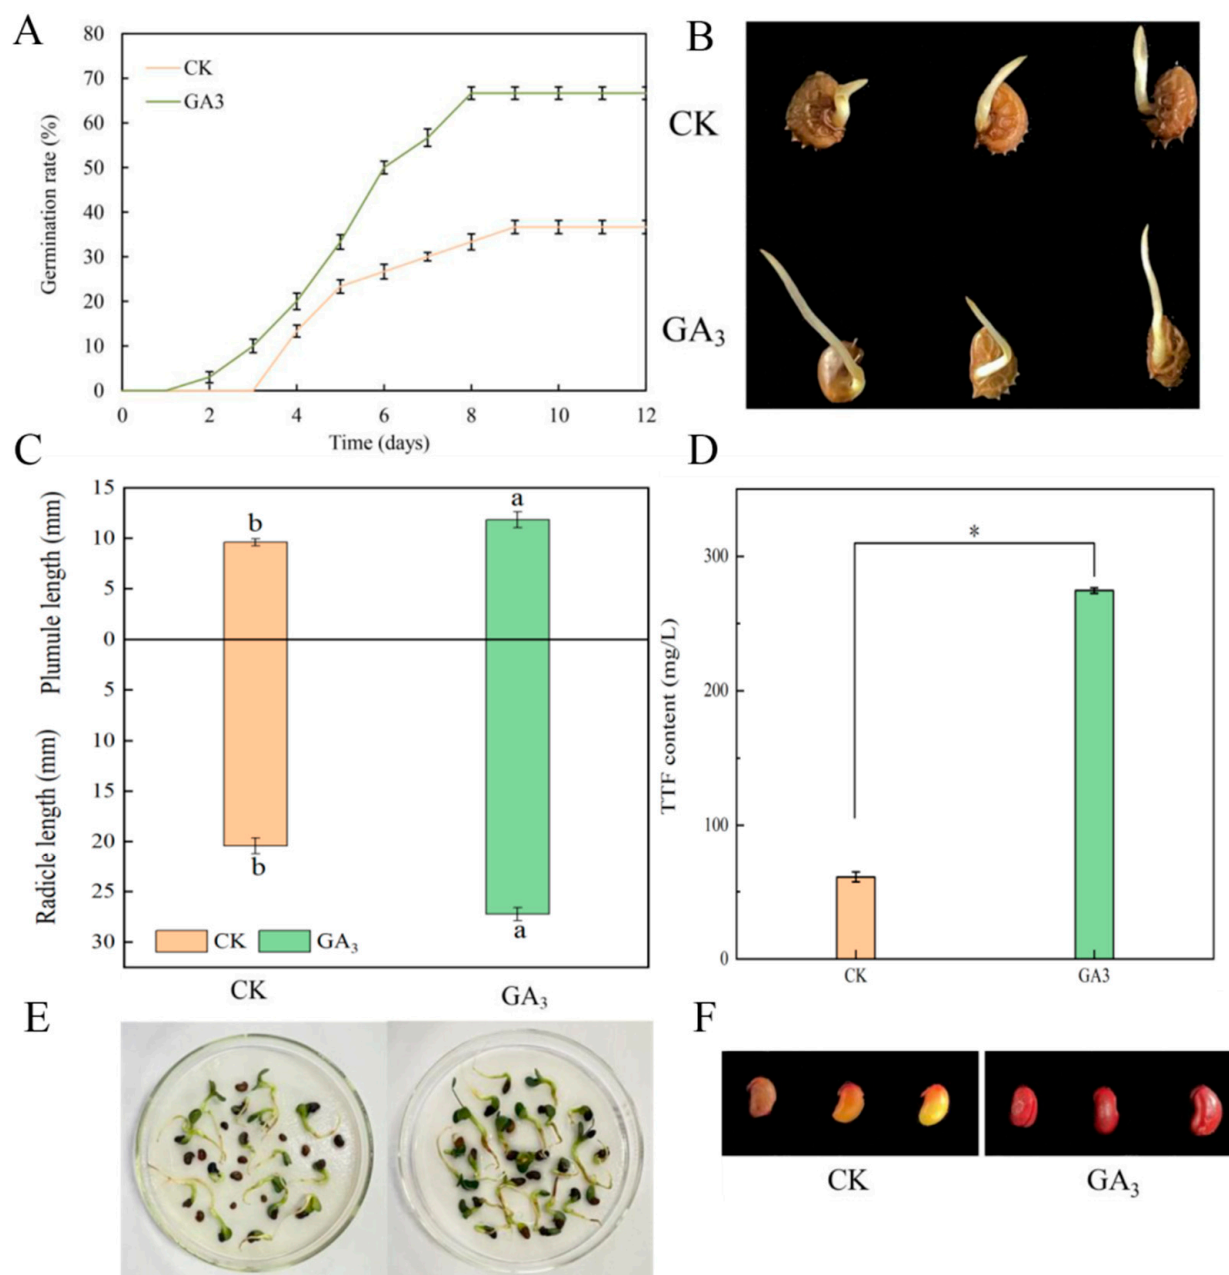 A
80
70
60
50
40
30
20
10
0
Germination rate (%)
CK
GA3
0 2 4 6 8 10 12
Time (days)
B
CK
GA₃
C
15
10
5
0
5
10
15
20
25
30
Plumule length (mm)
Radicle length (mm)
b
a
b
a
CK GA₃
CK GA₃
D
300
200
100
0
TTF content (mg/L)
*
CK GA3
E
F
CK GA₃